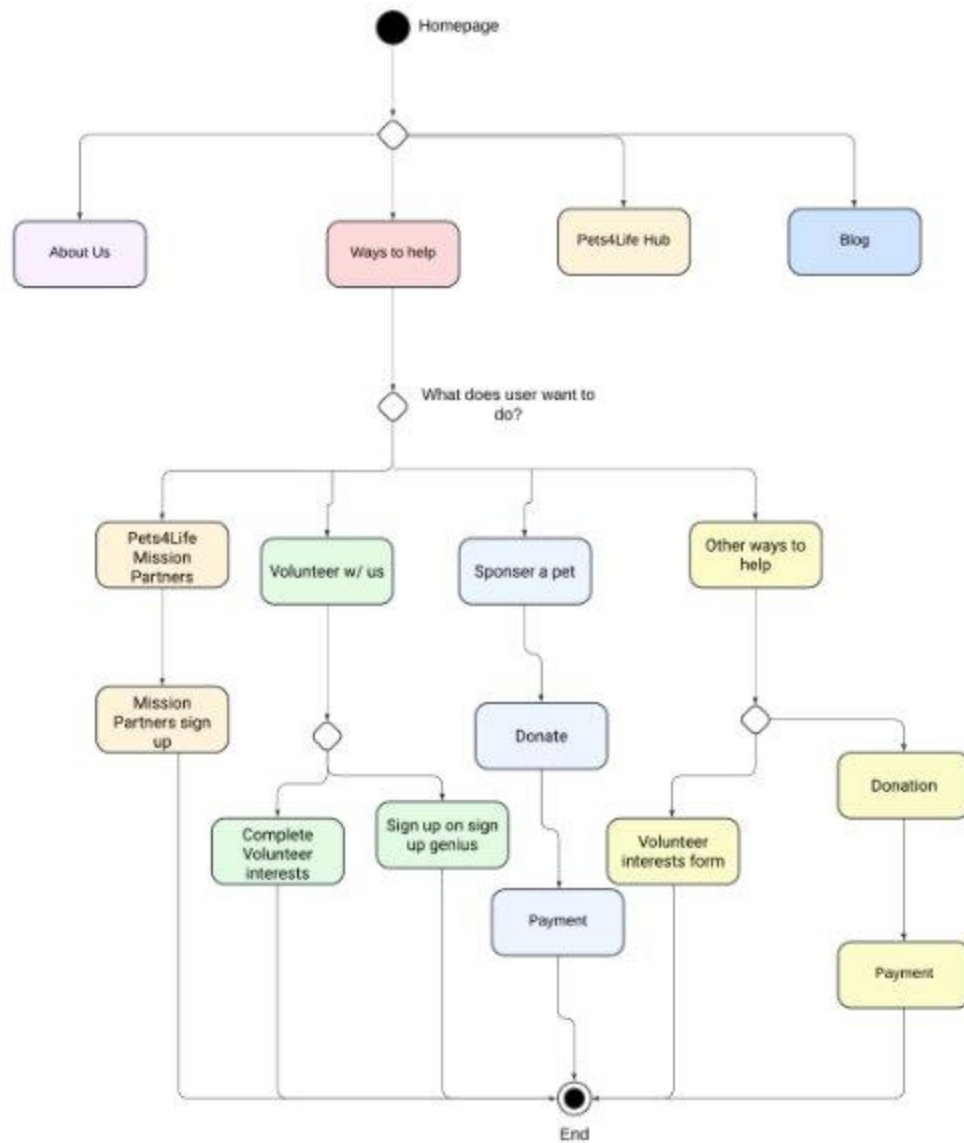 Homepage
About Us
Ways to help
Pets4Life Hub
Blog
What does user want to
do?
Pets4Life
Mission
Partners
Volunteer w/ us
Sponser a pet
Other ways to
help
Mission
Partners sign
up
Donate
Donation
Complete
Volunteer
interests
Sign up on sign
up genius
Volunteer
interests form
Payment
Payment
End